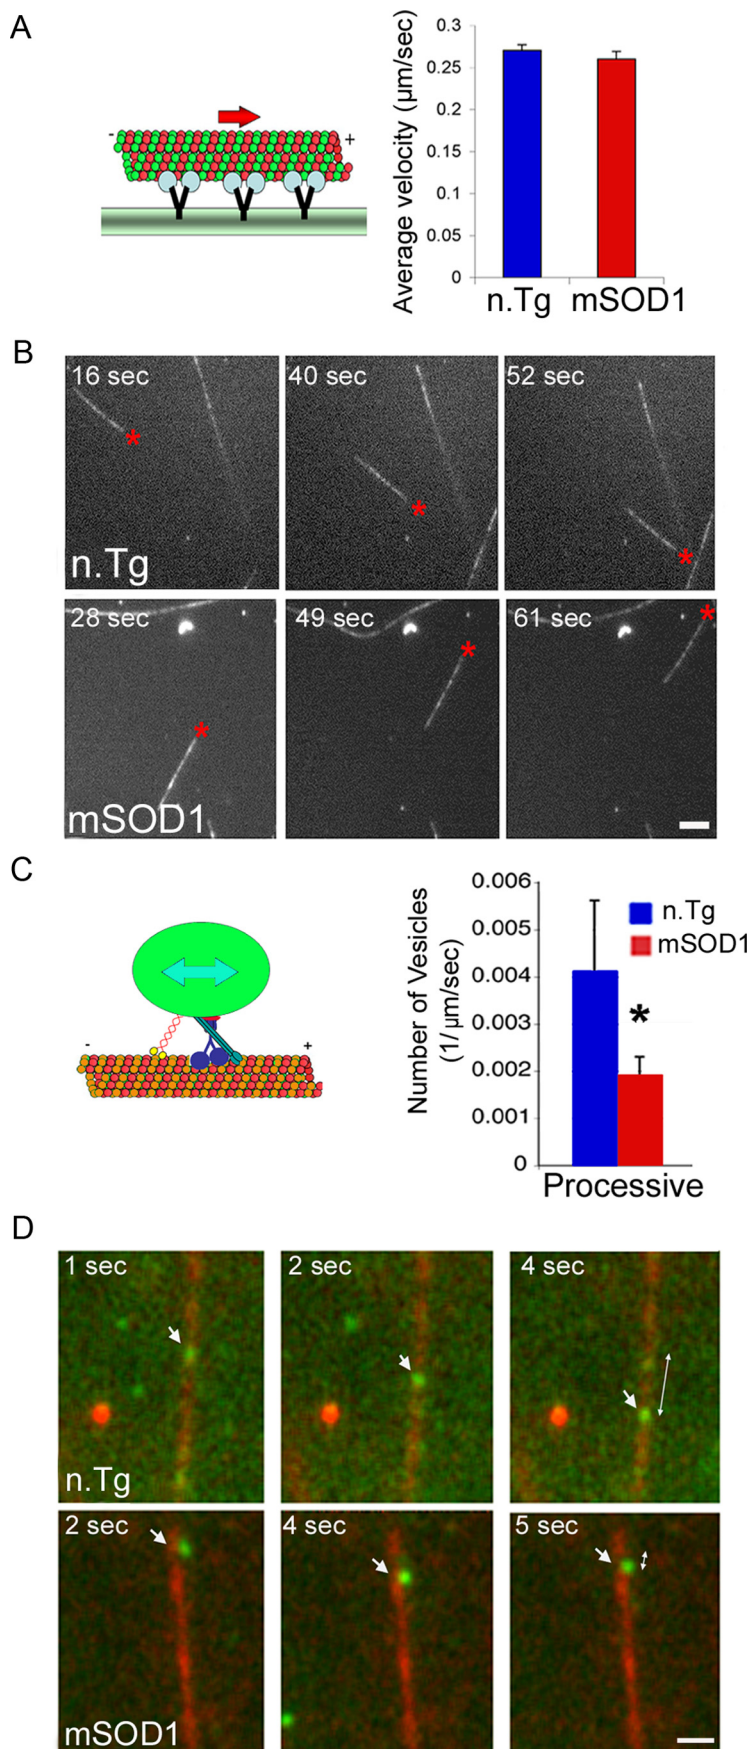 A
-
+
Average velocity (µm/sec)
0.3
0.25
0.2
0.15
0.1
0.05
0
n.Tg
mSOD1
B
16 sec
40 sec
52 sec
*
*
*
n.Tg
28 sec
49 sec
61 sec
*
*
*
mSOD1
C
-
+
Number of Vesicles
(1/µm/sec)
0.006
0.005
0.004
0.003
0.002
0.001
0
n.Tg
mSOD1
*
Processive
D
1 sec
2 sec
4 sec
n.Tg
2 sec
4 sec
5 sec
mSOD1